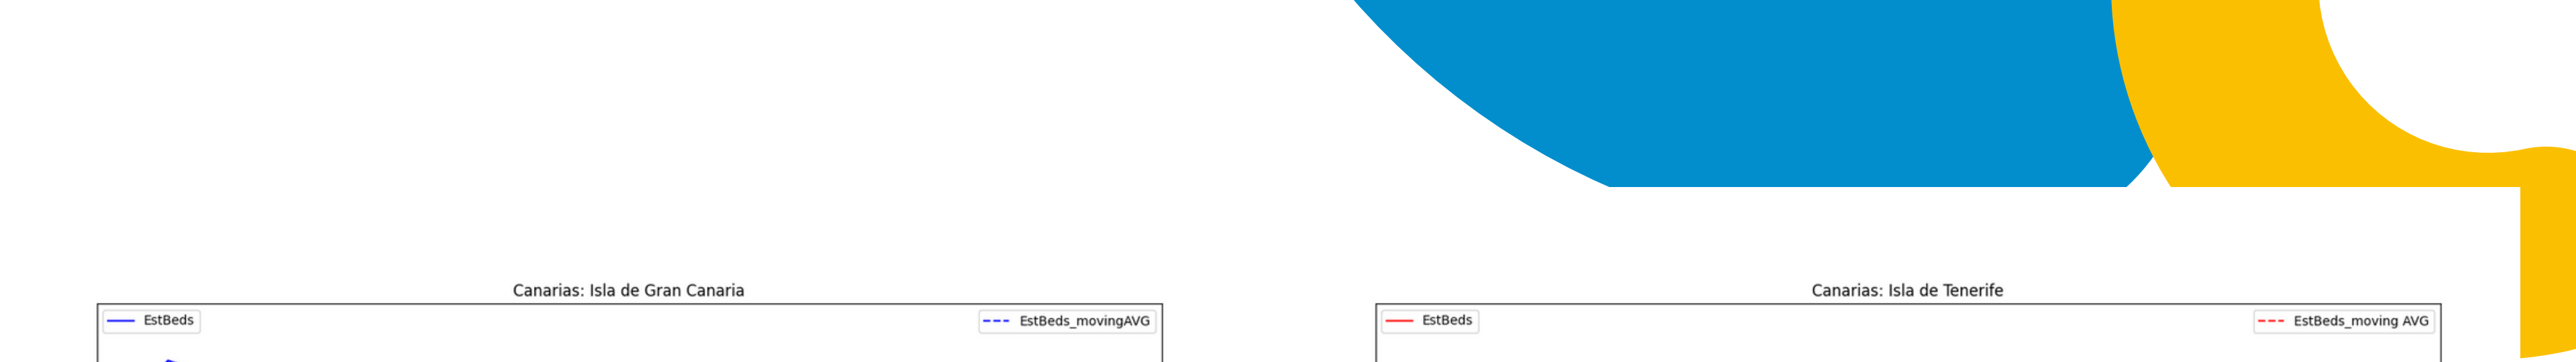 Canarias: Isla de Gran Canaria
EstBeds
EstBeds_movingAVG
Canarias: Isla de Tenerife
EstBeds
EstBeds_moving AVG